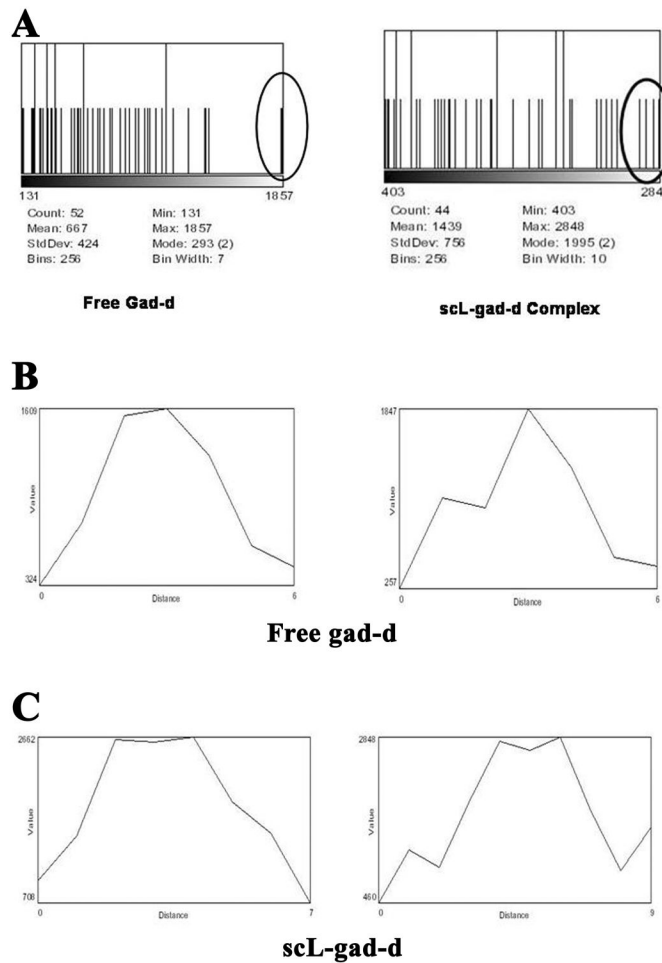 A
131 1857
Count: 52 Min: 131
Mean: 667 Max: 1857
StdDev: 424 Mode: 293 (2)
Bins: 256 Bin Width: 7
Free Gad-d
403 284
Count: 44 Min: 403
Mean: 1439 Max: 2848
StdDev: 756 Mode: 1995 (2)
Bins: 256 Bin Width: 10
scL-gad-d Complex
B
1609
Value
324
0 Distance 6
1847
Value
257
0 Distance 6
Free gad-d
C
2662
Value
708
0 Distance 7
2848
Value
460
0 Distance 9
scL-gad-d